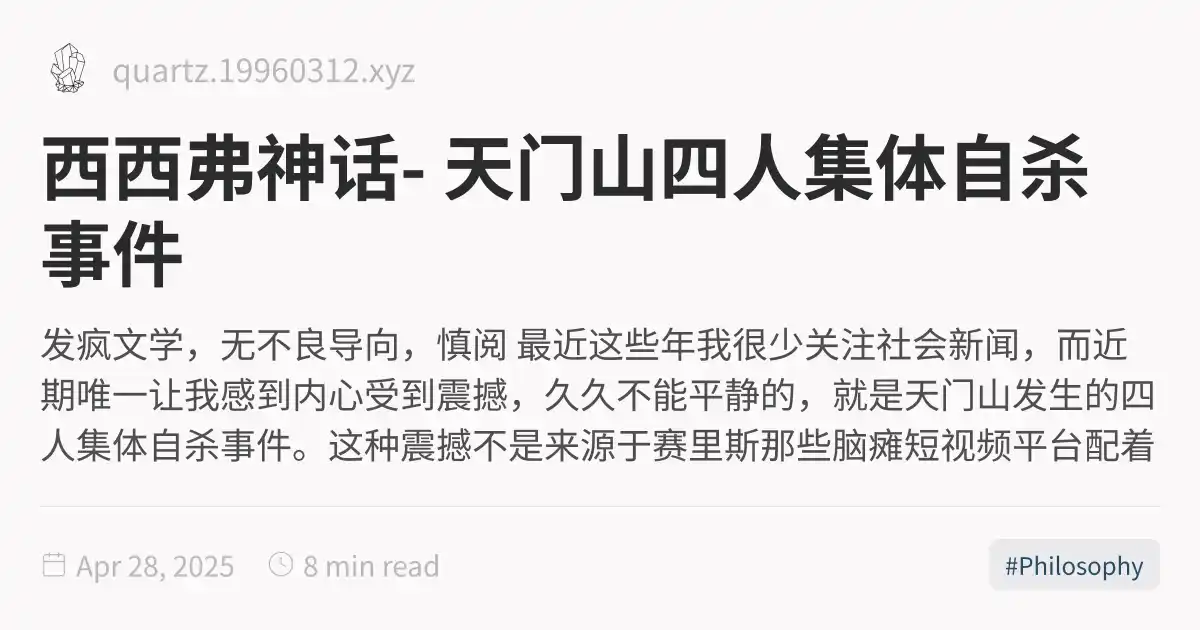 quartz.19960312.xyz
西西弗神话- 天门山四人集体自杀
事件
发疯文学，无不良导向，慎阅 最近这些年我很少关注社会新闻，而近
期唯一让我感到内心受到震撼，久久不能平静的，就是天门山发生的四
人集体自杀事件。这种震撼不是来源于赛里斯那些脑瘫短视频平台配着
Apr 28, 2025
8 min read
#Philosophy